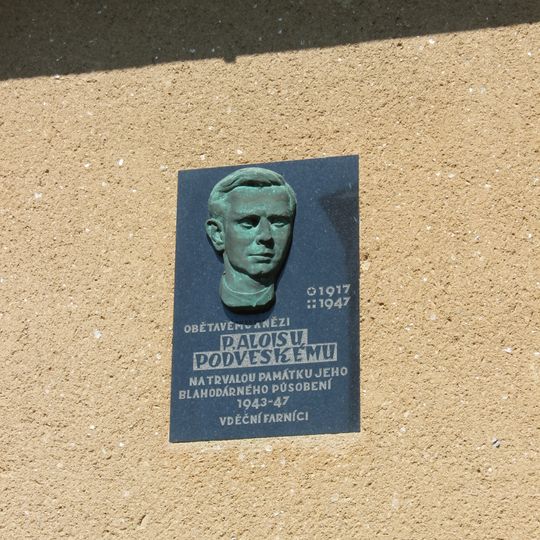 1917
1947
OBĚTAVÉMU KNĚZI
P. ALOISU
PODVESKÉMU
NA TRVALOU PAMÁTKU JEHO
BLAHODÁRNÉHO PŮSOBENÍ
1943-47
VDĚČNÍ FARNÍCI